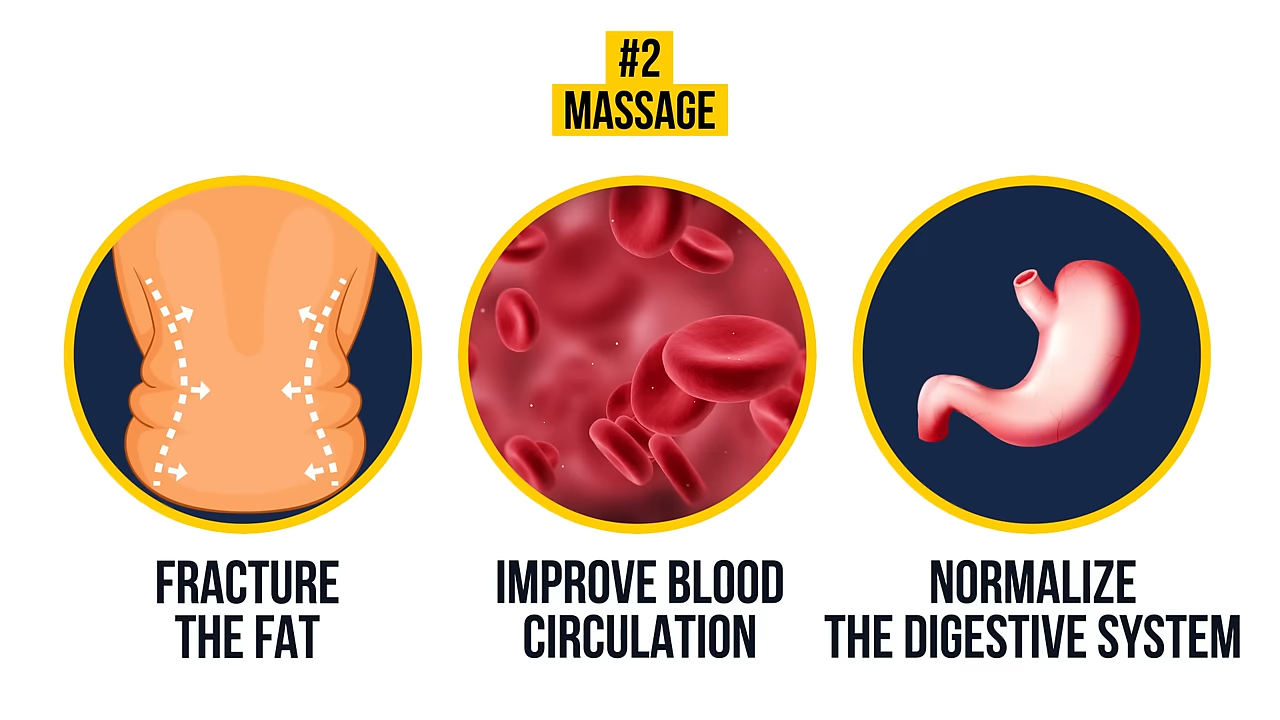 #2
MASSAGE
FRACTURE
THE FAT
IMPROVE BLOOD
CIRCULATION
NORMALIZE
THE DIGESTIVE SYSTEM